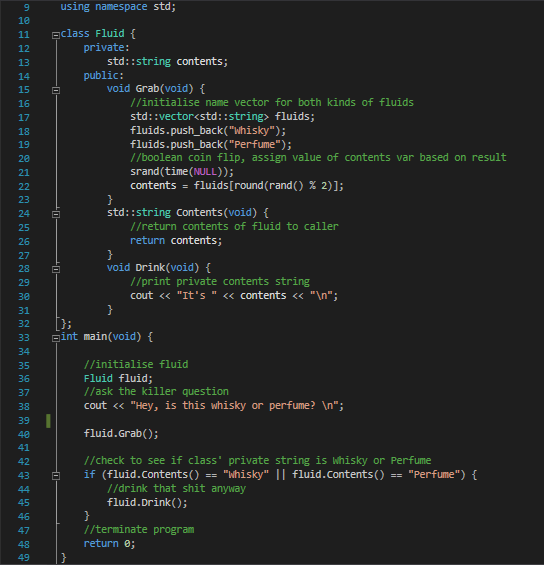 9 using namespace std;
10
11 class Fluid {
12 private:
13 std::string contents;
14 public:
15 void Grab(void) {
16 //initialise name vector for both kinds of fluids
17 std::vector<std::string> fluids;
18 fluids.push_back("Whisky");
19 fluids.push_back("Perfume");
20 //boolean coin flip, assign value of contents var based on result
21 srand(time(NULL));
22 contents = fluids[round(rand() % 2)];
23 }
24 std::string Contents(void) {
25 //return contents of fluid to caller
26 return contents;
27 }
28 void Drink(void) {
29 //print private contents string
30 cout << "It's " << contents << "\n";
31 }
32 };
33 int main(void) {
34
35 //initialise fluid
36 Fluid fluid;
37 //ask the killer question
38 cout << "Hey, is this whisky or perfume? \n";
39
40 fluid.Grab();
41
42 //check to see if class' private string is Whisky or Perfume
43 if (fluid.Contents() == "Whisky" || fluid.Contents() == "Perfume") {
44 //drink that shit anyway
45 fluid.Drink();
46 }
47 //terminate program
48 return 0;
49 }